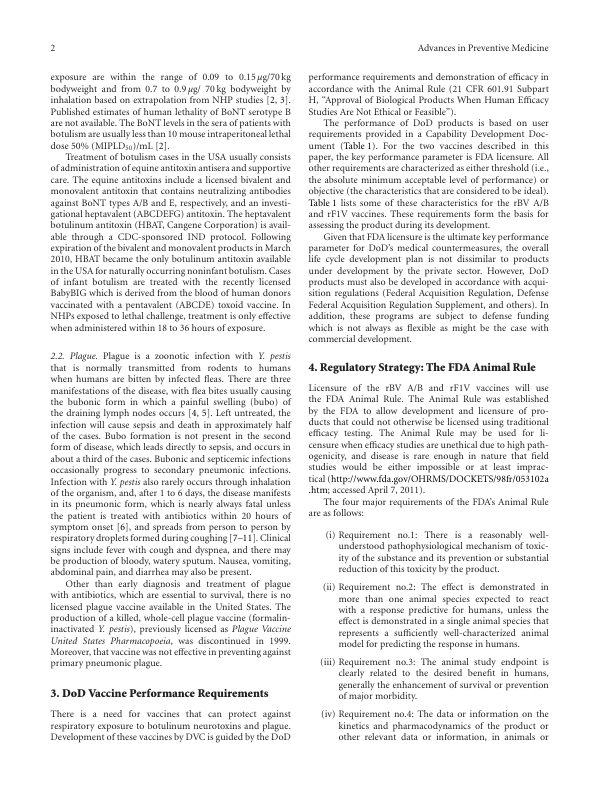 2 Advances in Preventive Medicine
exposure are within the range of 0.09 to 0.15 μg/70 kg
bodyweight and from 0.7 to 0.9 μg/ 70 kg bodyweight by
inhalation based on extrapolation from NHP studies [2, 3].
Published estimates of human lethality of BoNT serotype B
are not available. The BoNT levels in the sera of patients with
botulism are usually less than 10 mouse intraperitoneal lethal
dose 50% (MIPLD50)/mL [2].
Treatment of botulism cases in the USA usually consists
of administration of equine antitoxin antisera and supportive
care. The equine antitoxins include a licensed bivalent and
monovalent antitoxin that contains neutralizing antibodies
against BoNT types A/B and E, respectively, and an investi-
gational heptavalent (ABCDEFG) antitoxin. The heptavalent
botulinum antitoxin (HBAT, Cangene Corporation) is avail-
able through a CDC-sponsored IND protocol. Following
expiration of the bivalent and monovalent products in March
2010, HBAT became the only botulinum antitoxin available
in the USA for naturally occurring noninfant botulism. Cases
of infant botulism are treated with the recently licensed
BabyBIG which is derived from the blood of human donors
vaccinated with a pentavalent (ABCDE) toxoid vaccine. In
NHPs exposed to lethal challenge, treatment is only effective
when administered within 18 to 36 hours of exposure.
2.2. Plague. Plague is a zoonotic infection with Y. pestis
that is normally transmitted from rodents to humans
when humans are bitten by infected fleas. There are three
manifestations of the disease, with flea bites usually causing
the bubonic form in which a painful swelling (bubo) of
the draining lymph nodes occurs [4, 5]. Left untreated, the
infection will cause sepsis and death in approximately half
of the cases. Bubo formation is not present in the second
form of disease, which leads directly to sepsis, and occurs in
about a third of the cases. Bubonic and septicemic infections
occasionally progress to secondary pneumonic infections.
Infection with Y. pestis also rarely occurs through inhalation
of the organism, and, after 1 to 6 days, the disease manifests
in its pneumonic form, which is nearly always fatal unless
the patient is treated with antibiotics within 20 hours of
symptom onset [6], and spreads from person to person by
respiratory droplets formed during coughing [7–11]. Clinical
signs include fever with cough and dyspnea, and there may
be production of bloody, watery sputum. Nausea, vomiting,
abdominal pain, and diarrhea may also be present.
Other than early diagnosis and treatment of plague
with antibiotics, which are essential to survival, there is no
licensed plague vaccine available in the United States. The
production of a killed, whole-cell plague vaccine (formalin-
inactivated Y. pestis), previously licensed as Plague Vaccine
United States Pharmacopoeia, was discontinued in 1999.
Moreover, that vaccine was not effective in preventing against
primary pneumonic plague.
3. DoD Vaccine Performance Requirements
There is a need for vaccines that can protect against
respiratory exposure to botulinum neurotoxins and plague.
Development of these vaccines by DVC is guided by the DoD
performance requirements and demonstration of efficacy in
accordance with the Animal Rule (21 CFR 601.91 Subpart
H, “Approval of Biological Products When Human Efficacy
Studies Are Not Ethical or Feasible”).
The performance of DoD products is based on user
requirements provided in a Capability Development Doc-
ument (Table 1). For the two vaccines described in this
paper, the key performance parameter is FDA licensure. All
other requirements are characterized as either threshold (i.e.,
the absolute minimum acceptable level of performance) or
objective (the characteristics that are considered to be ideal).
Table 1 lists some of these characteristics for the rBV A/B
and rF1V vaccines. These requirements form the basis for
assessing the product during its development.
Given that FDA licensure is the ultimate key performance
parameter for DoD's medical countermeasures, the overall
life cycle development plan is not dissimilar to products
under development by the private sector. However, DoD
products must also be developed in accordance with acqui-
sition regulations (Federal Acquisition Regulation, Defense
Federal Acquisition Regulation Supplement, and others). In
addition, these programs are subject to defense funding
which is not always as flexible as might be the case with
commercial development.
4. Regulatory Strategy: The FDA Animal Rule
Licensure of the rBV A/B and rF1V vaccines will use
the FDA Animal Rule. The Animal Rule was established
by the FDA to allow development and licensure of pro-
ducts that could not otherwise be licensed using traditional
efficacy testing. The Animal Rule may be used for li-
censure when efficacy studies are unethical due to high path-
ogenicity, and disease is rare enough in nature that field
studies would be either impossible or at least imprac-
tical (http://www.fda.gov/OHRMS/DOCKETS/98fr/053102a
.htm; accessed April 7, 2011).
The four major requirements of the FDA's Animal Rule
are as follows:
(i) Requirement no.1: There is a reasonably well-
understood pathophysiological mechanism of toxic-
ity of the substance and its prevention or substantial
reduction of this toxicity by the product.
(ii) Requirement no.2: The effect is demonstrated in
more than one animal species expected to react
with a response predictive for humans, unless the
effect is demonstrated in a single animal species that
represents a sufficiently well-characterized animal
model for predicting the response in humans.
(iii) Requirement no.3: The animal study endpoint is
clearly related to the desired benefit in humans,
generally the enhancement of survival or prevention
of major morbidity.
(iv) Requirement no.4: The data or information on the
kinetics and pharmacodynamics of the product or
other relevant data or information, in animals or